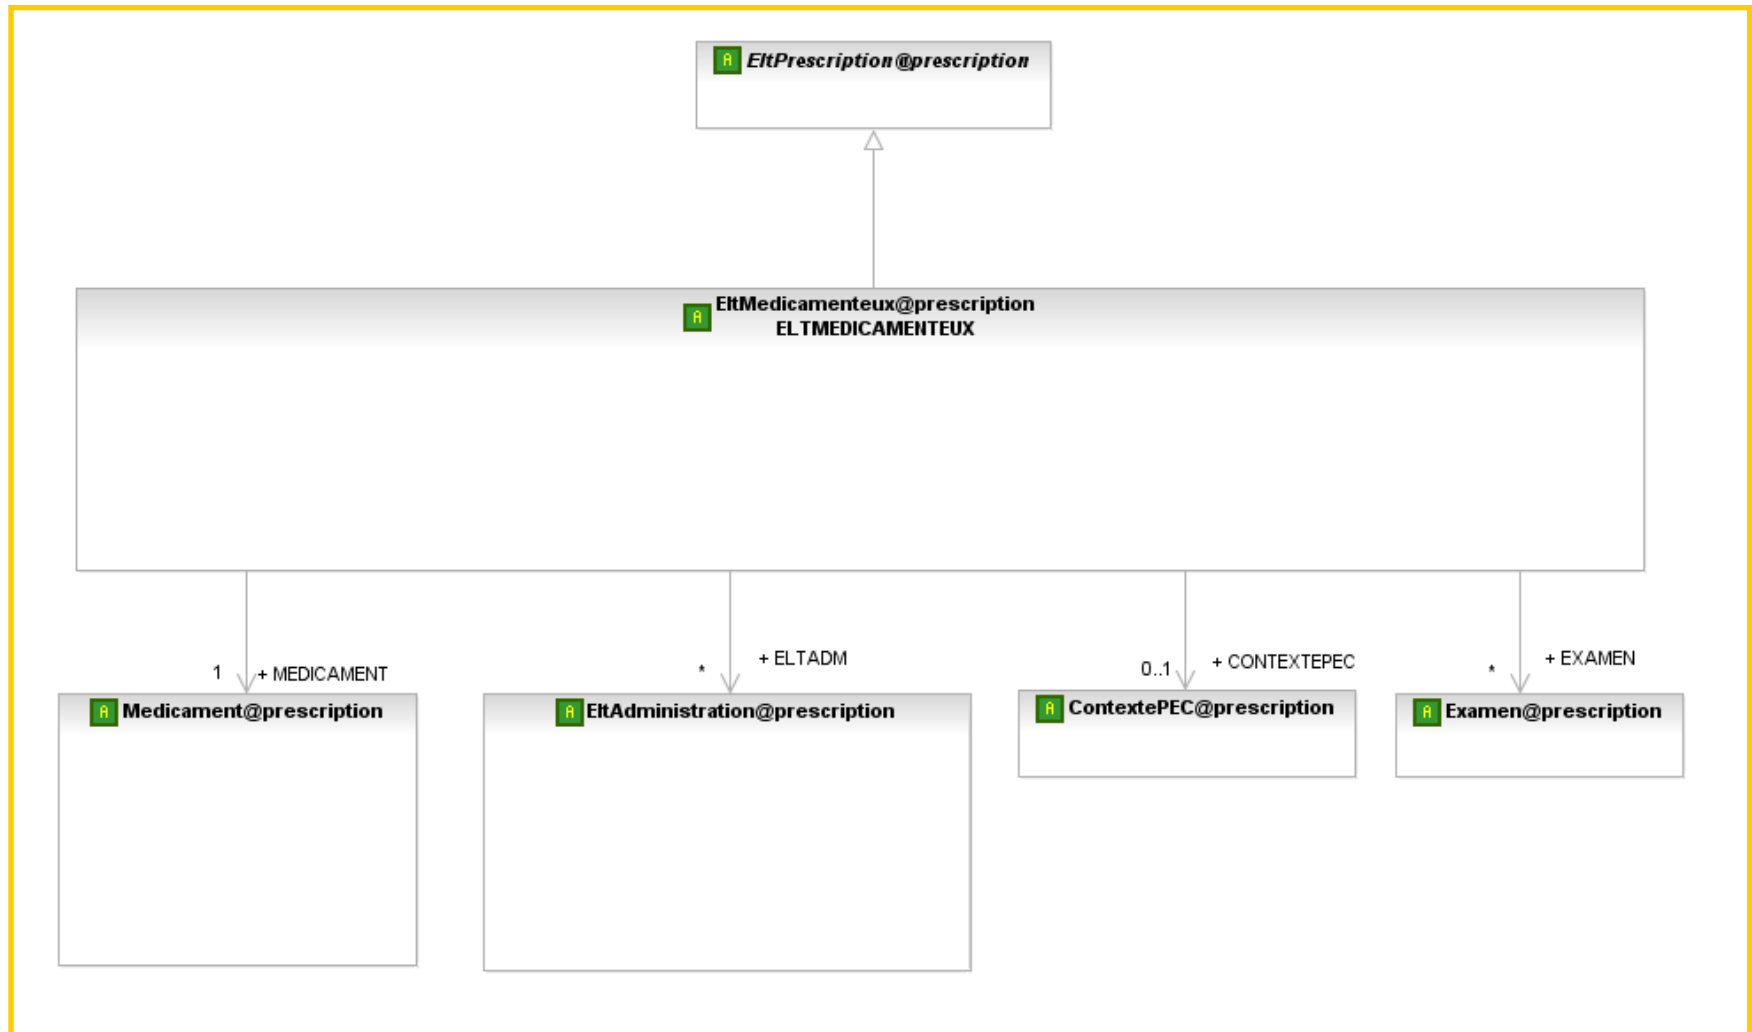 A EltPrescription@prescription
A EltMedicamenteux@prescription
ELTMEDICAMENTEUX
1 + MEDICAMENT
* + ELTADM
0..1 + CONTEXTEPEC
* + EXAMEN
A Medicament@prescription
A EltAdministration@prescription
A ContextePEC@prescription
A Examen@prescription